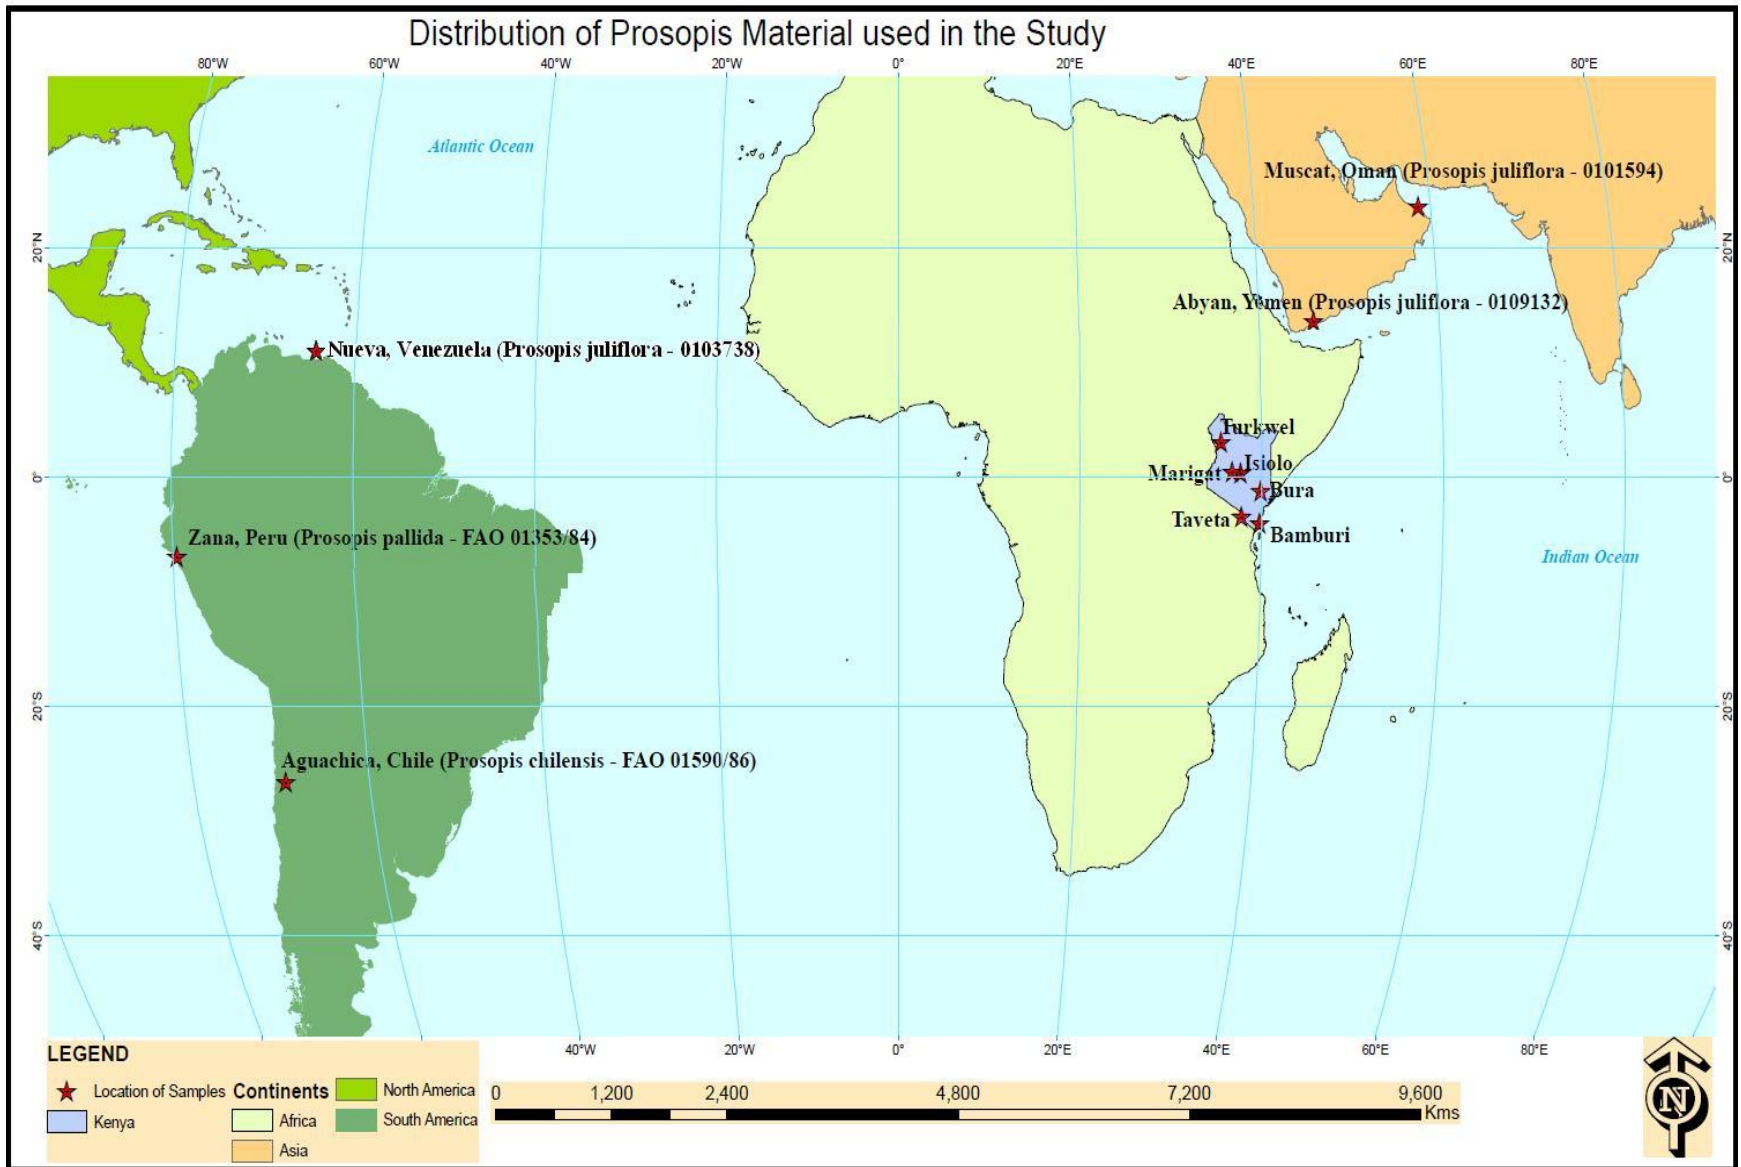 Distribution of Prosopis Material used in the Study
80°W 60°W 40°W 20°W 0° 20°E 40°E 60°E 80°E
Atlantic Ocean
Muscat, Oman (Prosopis juliflora - 0101594)
20°N 20°N
Abyan, Yemen (Prosopis juliflora - 0109132)
Nueva, Venezuela (Prosopis juliflora - 0103738)
Turkwel
Isiolo
Marigat
0° 0°
Bura
Taveta
Bamburi
Zana, Peru (Prosopis pallida - FAO 01353/84)
Indian Ocean
20°S 20°S
Aguachica, Chile (Prosopis chilensis - FAO 01590/86)
40°S 40°S
40°W 20°W 0° 20°E 40°E 60°E 80°E
LEGEND
Location of Samples
Kenya
Continents
Africa
Asia
North America
South America
0 1,200 2,400 4,800 7,200 9,600
Kms
N